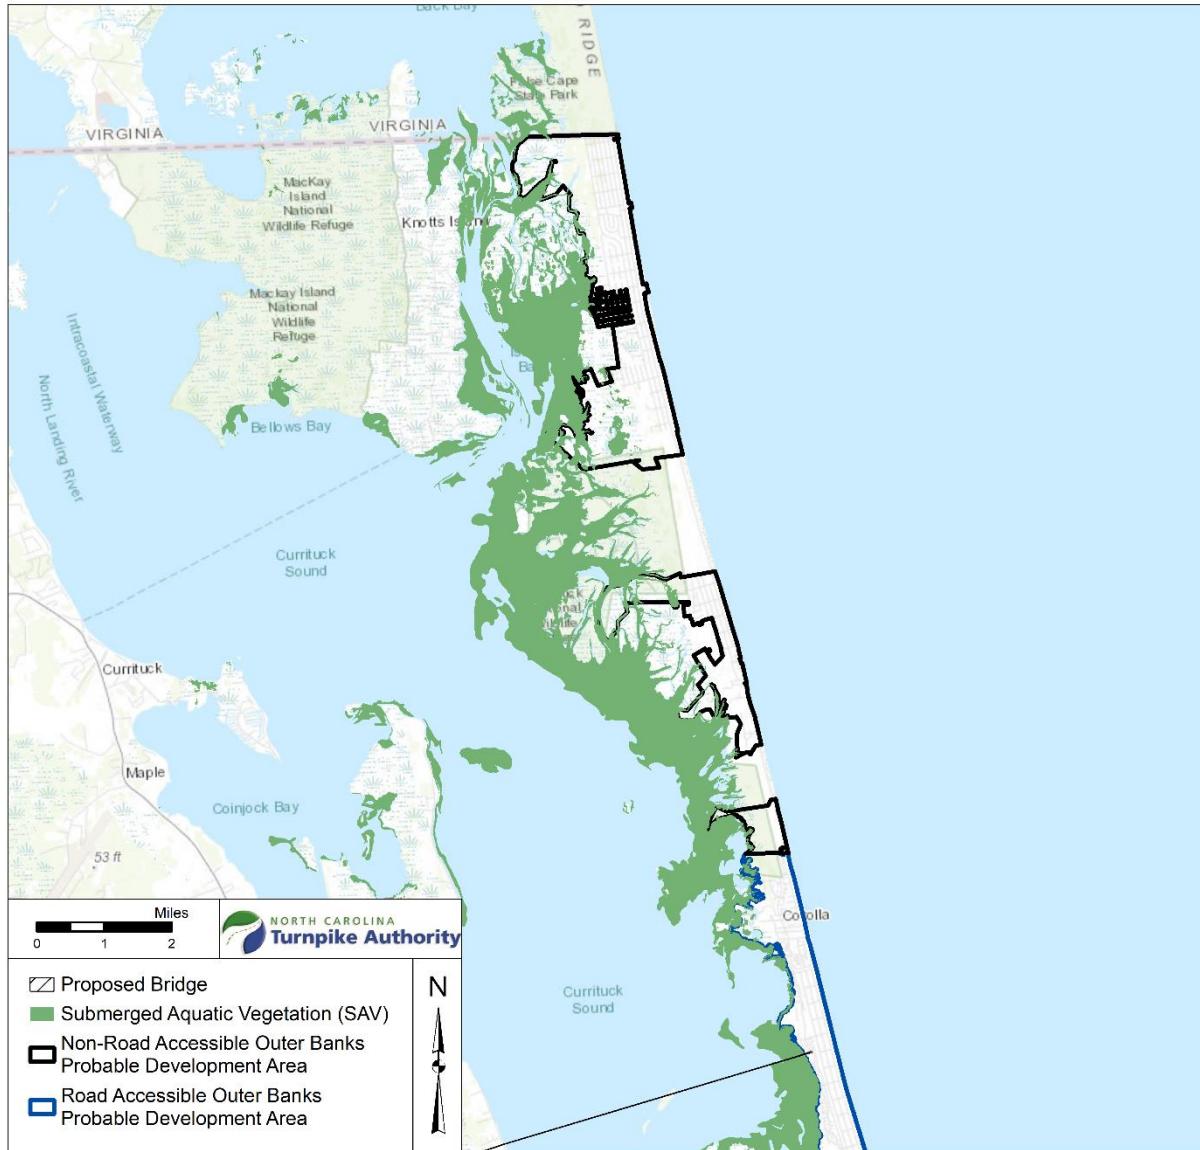 Back Bay
RIDGE
False Cape
State Park
VIRGINIA
VIRGINIA
MacKay
Island
National
Wildlife Refuge
Knotts Island
Mackay Island
National
Wildlife
Refuge
Intracoastal Waterway
North Landing River
Bellows Bay
Currituck
Sound
Currituck
Maple
Coinjock Bay
53 ft
Corolla
Currituck
Sound
Miles
0 1 2
NORTH CAROLINA
Turnpike Authority
Proposed Bridge
Submerged Aquatic Vegetation (SAV)
Non-Road Accessible Outer Banks
Probable Development Area
Road Accessible Outer Banks
Probable Development Area
N